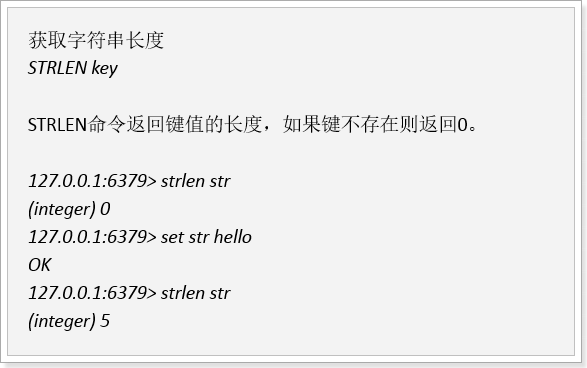 获取字符串长度
STRLEN key
STRLEN命令返回键值的长度，如果键不存在则返回0。
127.0.0.1:6379> strlen str
(integer) 0
127.0.0.1:6379> set str hello
OK
127.0.0.1:6379> strlen str
(integer) 5